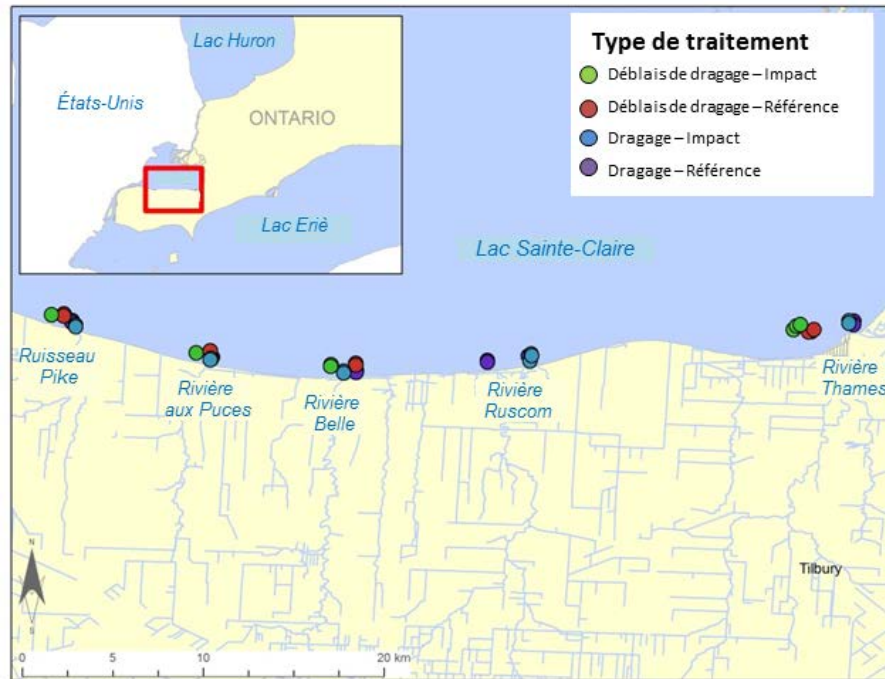 Lac Huron
États-Unis
ONTARIO
Lac Eriè
Type de traitement
Déblais de dragage – Impact
Déblais de dragage – Référence
Dragage – Impact
Dragage – Référence
Lac Sainte-Claire
Ruisseau
Pike
Rivière
aux Puces
Rivière
Belle
Rivière
Ruscom
Rivière
Thames
Tilbury
N
S
0 5 10 20 km